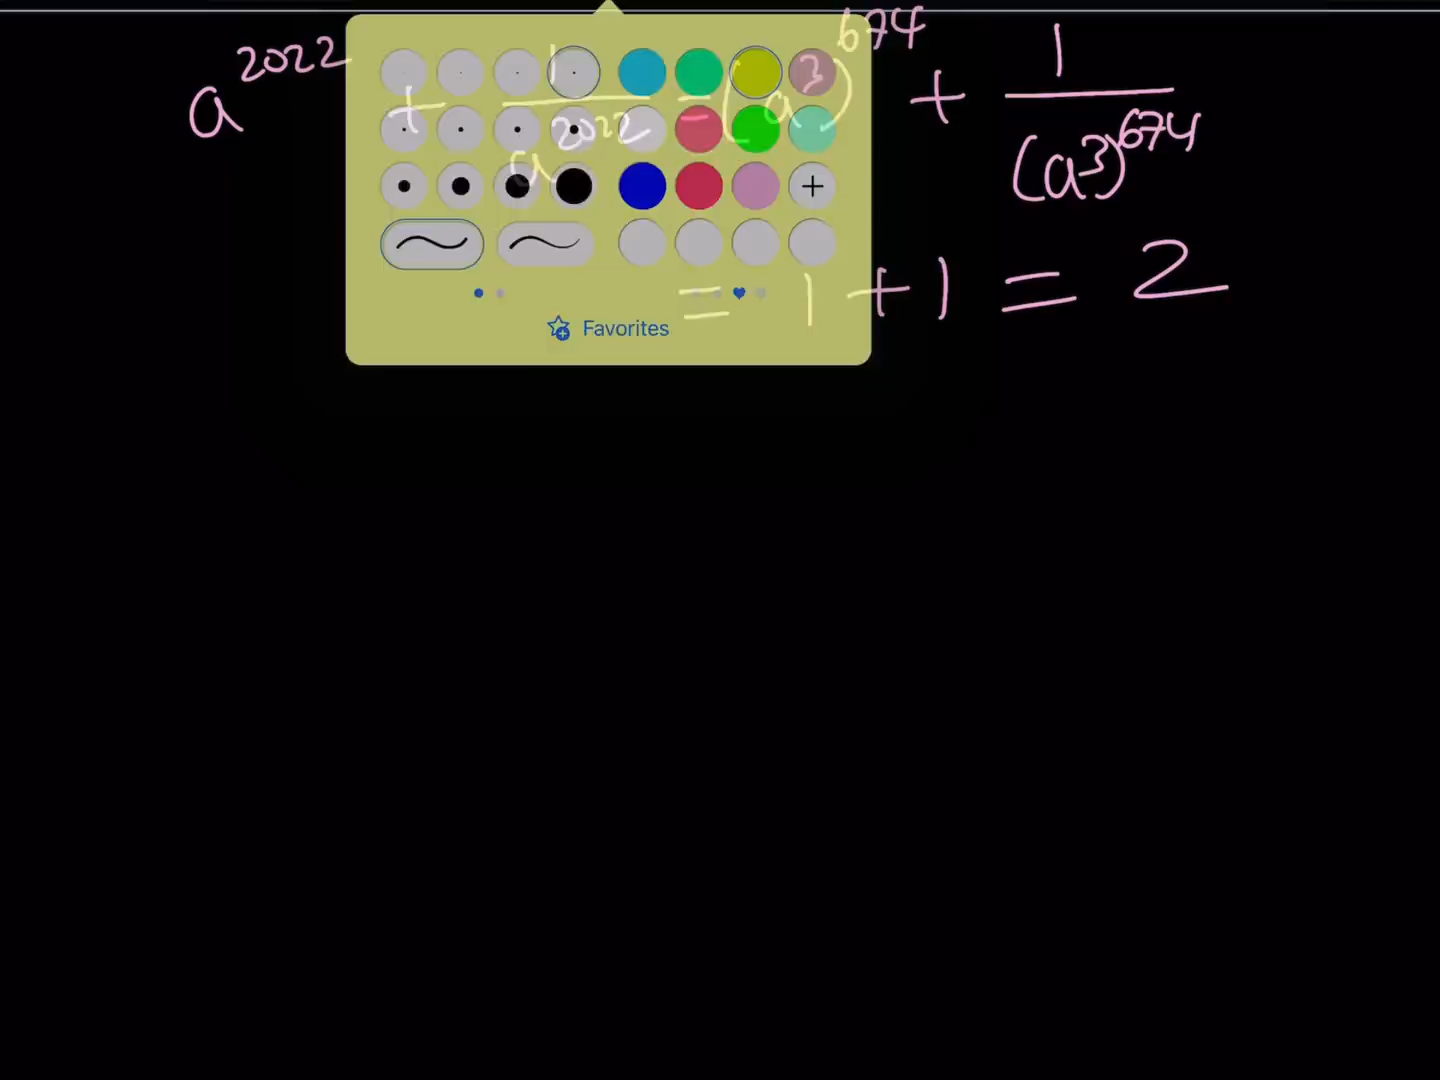 a^2022 + 1/a^2022 = (a^3)^674 + 1/(a^3)^674
= 1 + 1 = 2
Favorites